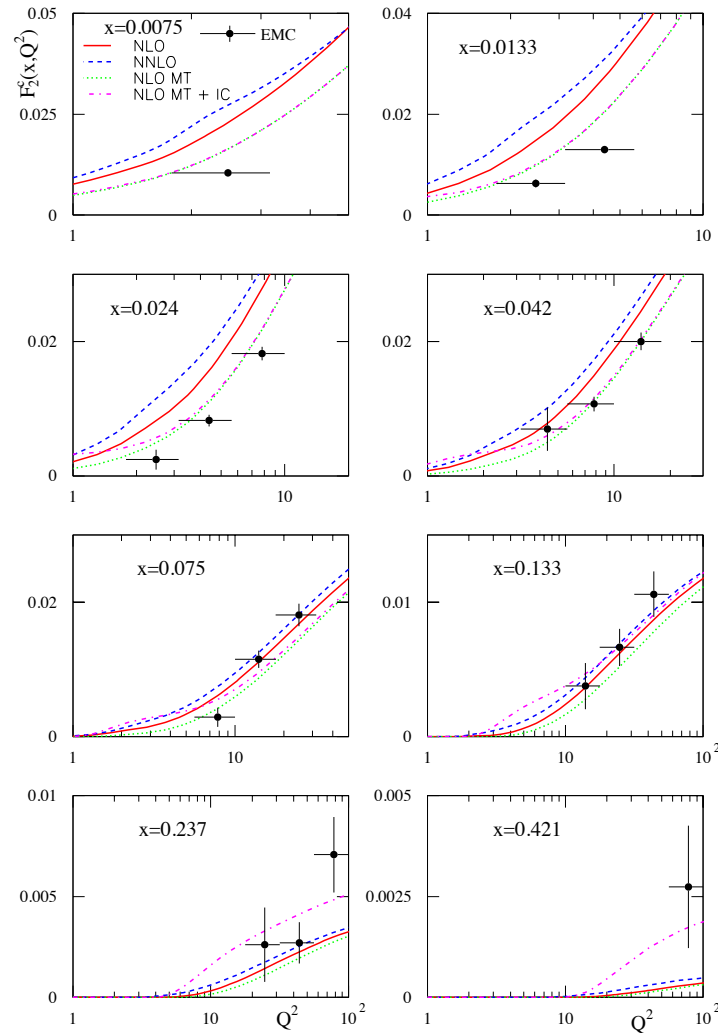 F₂ᶜ(x,Q²)
x=0.0075
EMC
NLO
NNLO
NLO MT
NLO MT + IC
0.05
0.025
0
1
x=0.0133
0.04
0.02
0
1
10
x=0.024
0.02
0
1
10
x=0.042
0.02
0
1
10
x=0.075
0.02
0
1
10
x=0.133
0.01
0
1
10
10²
x=0.237
0.01
0.005
0
1
10
Q²
10²
x=0.421
0.005
0.0025
0
1
10
Q²
10²